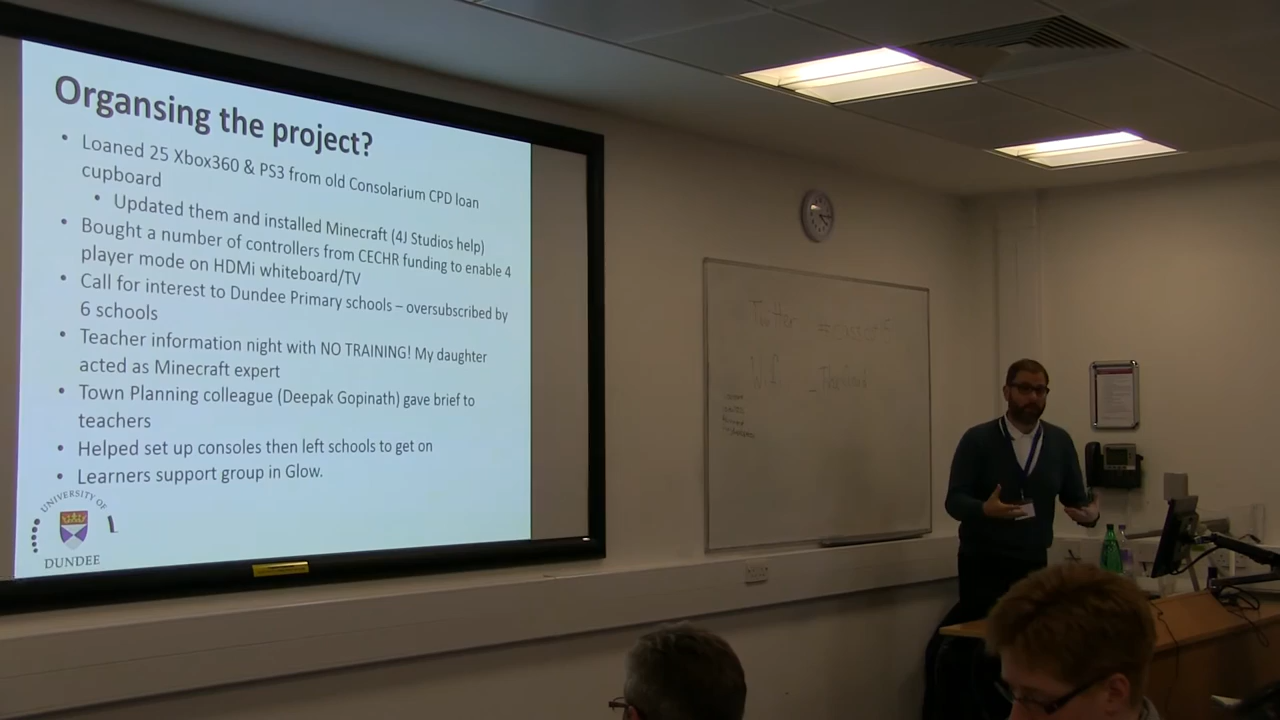 Organsing the project?
• Loaned 25 Xbox360 & PS3 from old Consolarium CPD loan
cupboard
• Updated them and installed Minecraft (4J Studios help)
• Bought a number of controllers from CECHR funding to enable 4
player mode on HDMi whiteboard/TV
• Call for interest to Dundee Primary schools – oversubscribed by
6 schools
• Teacher information night with NO TRAINING! My daughter
acted as Minecraft expert
• Town Planning colleague (Deepak Gopinath) gave brief to
teachers
• Helped set up consoles then left schools to get on
• Learners support group in Glow.
UNIVERSITY OF
DUNDEE
Twitter